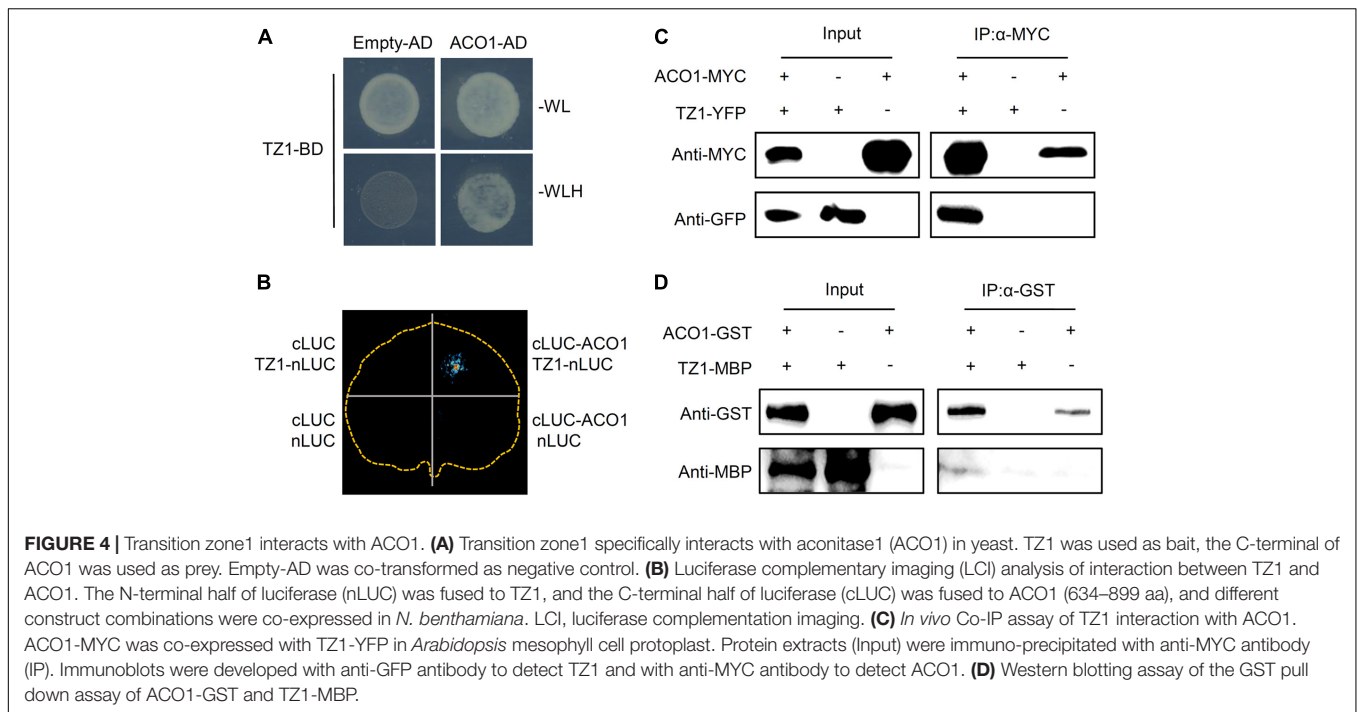 A
Empty-AD ACO1-AD
TZ1-BD
-WL
-WLH
B
cLUC
TZ1-nLUC
cLUC-ACO1
TZ1-nLUC
cLUC
nLUC
cLUC-ACO1
nLUC
C
Input IP:α-MYC
ACO1-MYC + - + + - +
TZ1-YFP + + - + + -
Anti-MYC
Anti-GFP
D
Input IP:α-GST
ACO1-GST + - + + - +
TZ1-MBP + + - + + -
Anti-GST
Anti-MBP
FIGURE 4 | Transition zone1 interacts with ACO1. (A) Transition zone1 specifically interacts with aconitase1 (ACO1) in yeast. TZ1 was used as bait, the C-terminal of
ACO1 was used as prey. Empty-AD was co-transformed as negative control. (B) Luciferase complementary imaging (LCI) analysis of interaction between TZ1 and
ACO1. The N-terminal half of luciferase (nLUC) was fused to TZ1, and the C-terminal half of luciferase (cLUC) was fused to ACO1 (634–899 aa), and different
construct combinations were co-expressed in N. benthamiana. LCI, luciferase complementation imaging. (C) In vivo Co-IP assay of TZ1 interaction with ACO1.
ACO1-MYC was co-expressed with TZ1-YFP in Arabidopsis mesophyll cell protoplast. Protein extracts (Input) were immuno-precipitated with anti-MYC antibody
(IP). Immunoblots were developed with anti-GFP antibody to detect TZ1 and with anti-MYC antibody to detect ACO1. (D) Western blotting assay of the GST pull
down assay of ACO1-GST and TZ1-MBP.